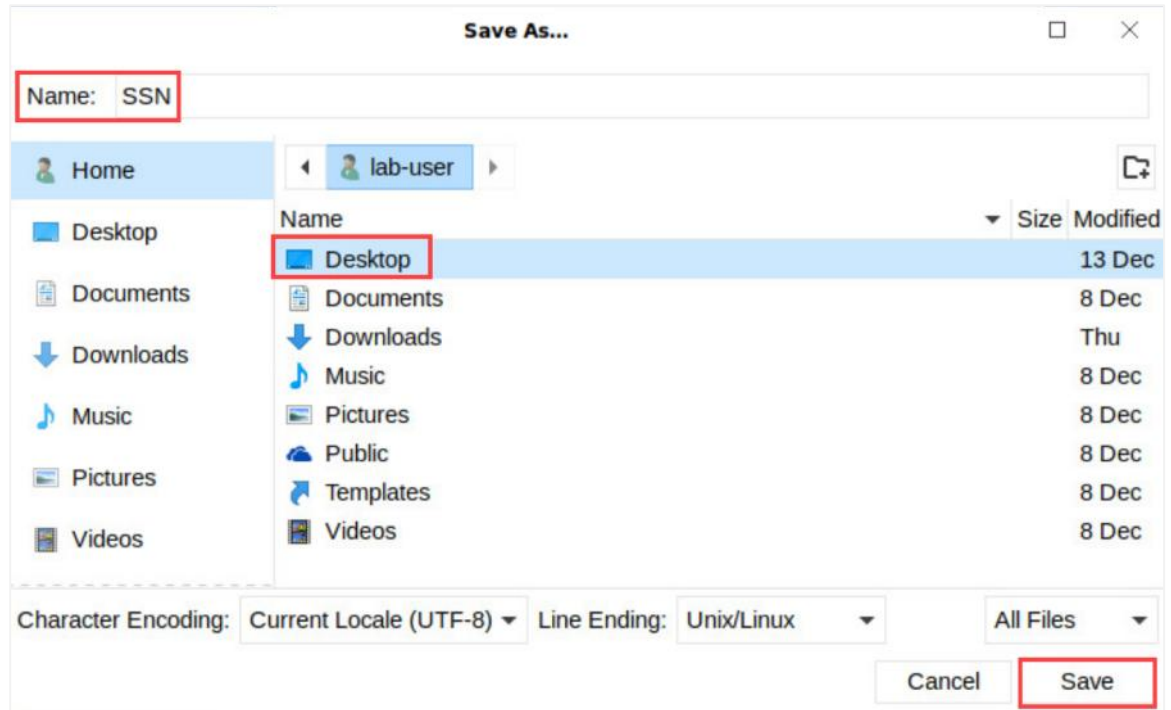 Save As...
Name: SSN
Home
Desktop
Documents
Downloads
Music
Pictures
Videos
lab-user
Name Size Modified
Desktop 13 Dec
Documents 8 Dec
Downloads Thu
Music 8 Dec
Pictures 8 Dec
Public 8 Dec
Templates 8 Dec
Videos 8 Dec
Character Encoding: Current Locale (UTF-8) Line Ending: Unix/Linux All Files
Cancel Save